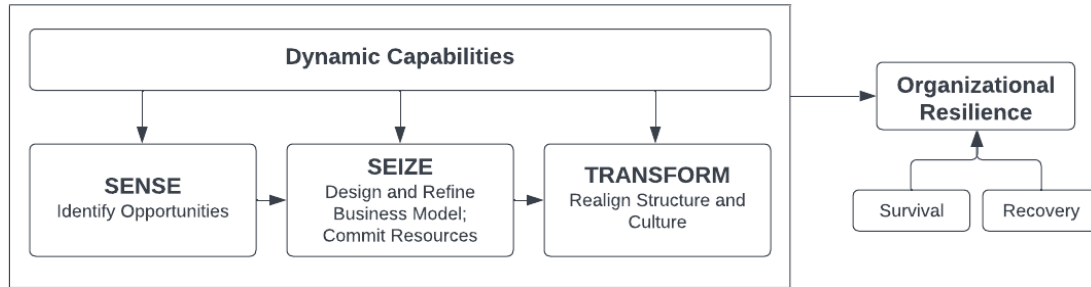 Dynamic Capabilities
SENSE
Identify Opportunities
SEIZE
Design and Refine
Business Model;
Commit Resources
TRANSFORM
Realign Structure and
Culture
Organizational
Resilience
Survival
Recovery